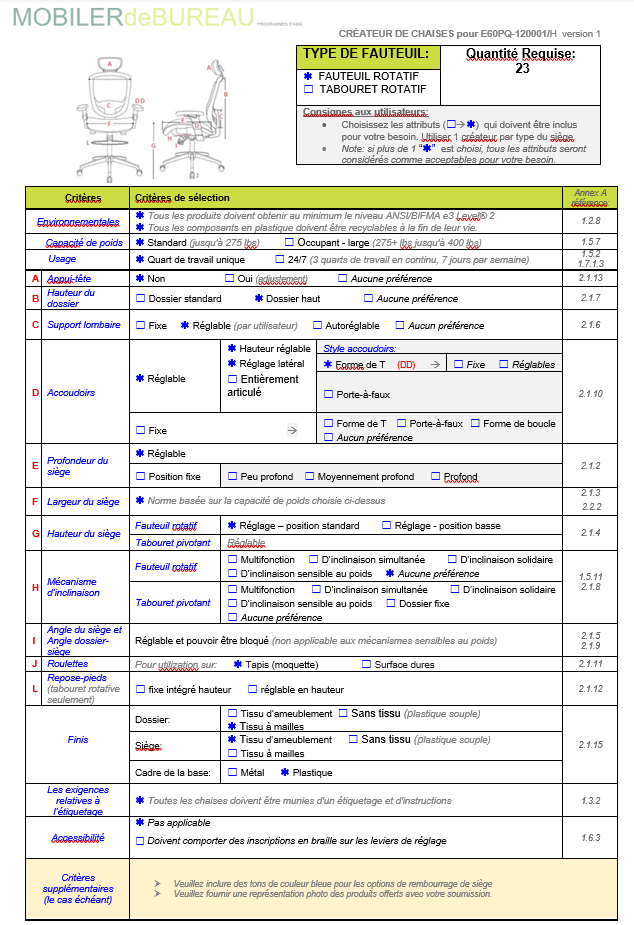 MOBILERdeBUREAU PROGRAMMES D'AMA
CRÉATEUR DE CHAISES pour E60PQ-120001/H version 1
TYPE DE FAUTEUIL:
✱ FAUTEUIL ROTATIF
☐ TABOURET ROTATIF
Quantité Requise:
23
Consignes aux utilisateurs:
• Choisissez les attributs (☐→✱) qui doivent être inclus
pour votre besoin. Utiliser 1 créateur par type du siège.
• Note: si plus de 1 "✱" est choisi, tous les attributs seront
considérés comme acceptables pour votre besoin.
A A
B
C C DD
D
E F
H
I
G
L
J
Critères Critères de sélection Annex A
référence:
Environnementales ✱ Tous les produits doivent obtenir au minimum le niveau ANSI/BIFMA e3 Level® 2
✱ Tous les composants en plastique doivent être recyclables à la fin de leur vie. 1.2.8
Capacité de poids ✱ Standard (jusqu'à 275 lbs) ☐ Occupant - large (275+ lbs jusqu'à 400 lbs) 1.5.7
Usage ✱ Quart de travail unique ☐ 24/7 (3 quarts de travail en continu, 7 jours par semaine) 1.5.2
1.7.1.3
A Appui-tête ✱ Non ☐ Oui (adjustement) ☐ Aucune préférence 2.1.13
B Hauteur du
dossier ☐ Dossier standard ✱ Dossier haut ☐ Aucune préférence 2.1.7
C Support lombaire ☐ Fixe ✱ Réglable (par utilisateur) ☐ Autoréglable ☐ Aucun préférence 2.1.6
D Accoudoirs ✱ Réglable
✱ Hauteur réglable
✱ Réglage latéral
☐ Entièrement
articulé
Style accoudoirs:
✱ Forme de T (DD) → ☐ Fixe ☐ Réglables
☐ Porte-à-faux
2.1.10
☐ Fixe →
☐ Forme de T ☐ Porte-à-faux ☐ Forme de boucle
☐ Aucun préférence
E Profondeur du
siège ✱ Réglable
☐ Position fixe ☐ Peu profond ☐ Moyennement profond ☐ Profond
2.1.2
F Largeur du siège ✱ Norme basée sur la capacité de poids choisie ci-dessus 2.1.3
2.2.2
G Hauteur du siège Fauteuil rotatif ✱ Réglage – position standard ☐ Réglage - position basse
Tabouret pivotant Réglable
2.1.4
H Mécanisme
d'inclinaison
Fauteuil rotatif
☐ Multifonction ☐ D'inclinaison simultanée ☐ D'inclinaison solidaire
☐ D'inclinaison sensible au poids ✱ Aucune préférence
Tabouret pivotant
☐ Multifonction ☐ D'inclinaison simultanée ☐ D'inclinaison solidaire
☐ D'inclinaison sensible au poids ☐ Dossier fixe
☐ Aucune préférence
1.5.11
2.1.8
I Angle du siège et
Angle dossier-
siège
Réglable et pouvoir être bloqué (non applicable aux mécanismes sensibles au poids) 2.1.5
2.1.9
J Roulettes Pour utilization sur: ✱ Tapis (moquette) ☐ Surface dures 2.1.11
L Repose-pieds
(tabouret rotative
seulement)
☐ fixe intégré hauteur ☐ réglable en hauteur 2.1.12
Finis
Dossier: ☐ Tissu d'ameublement ☐ Sans tissu (plastique souple)
✱ Tissu à mailles
Siège: ✱ Tissu d'ameublement ☐ Sans tissu (plastique souple)
☐ Tissu à mailles
Cadre de la base: ☐ Métal ✱ Plastique
2.1.15
Les exigences
relatives à
l'étiquetage
✱ Toutes les chaises doivent être munies d'un étiquetage et d'instructions 1.3.2
Accessibilité ✱ Pas applicable
☐ Doivent comporter des inscriptions en braille sur les leviers de réglage
1.6.3
Critères
supplémentaires
(le cas échéant)
➢ Veuillez inclure des tons de couleur bleue pour les options de rembourrage de siège
➢ Veuillez fournir une représentation photo des produits offerts avec votre soumission.